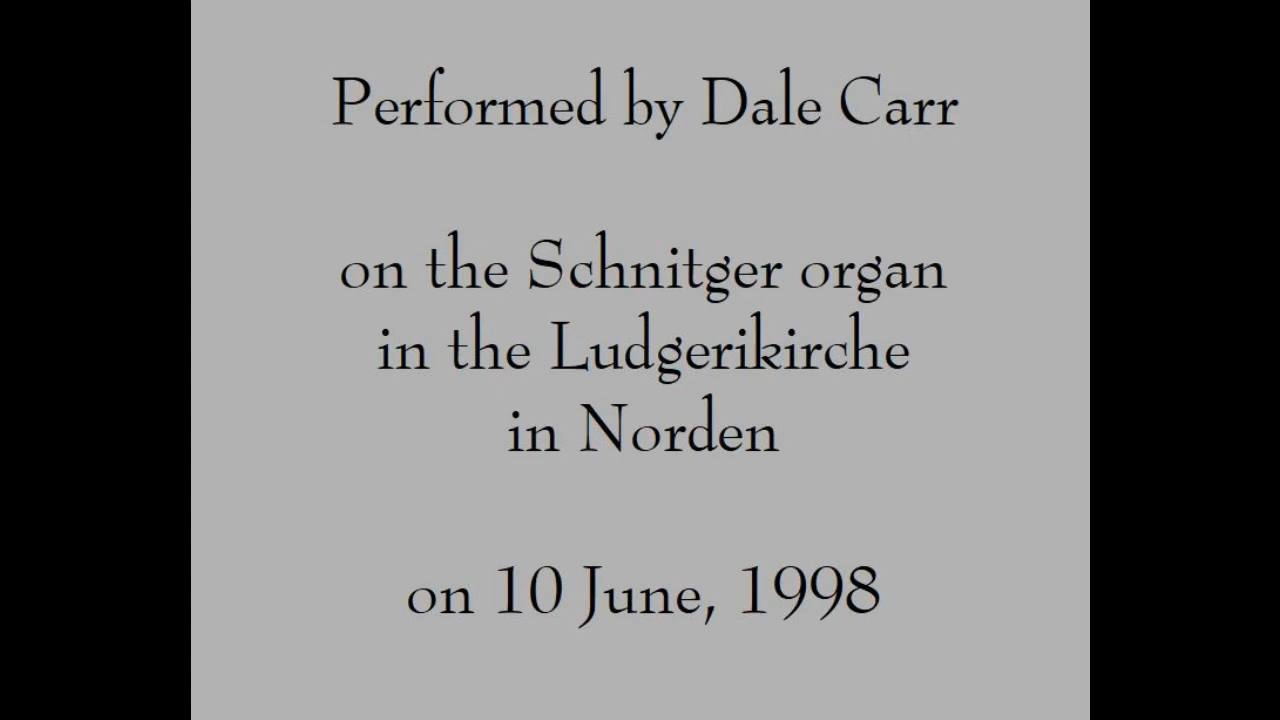 Performed by Dale Carr
on the Schnitger organ
in the Ludgerikirche
in Norden
on 10 June, 1998